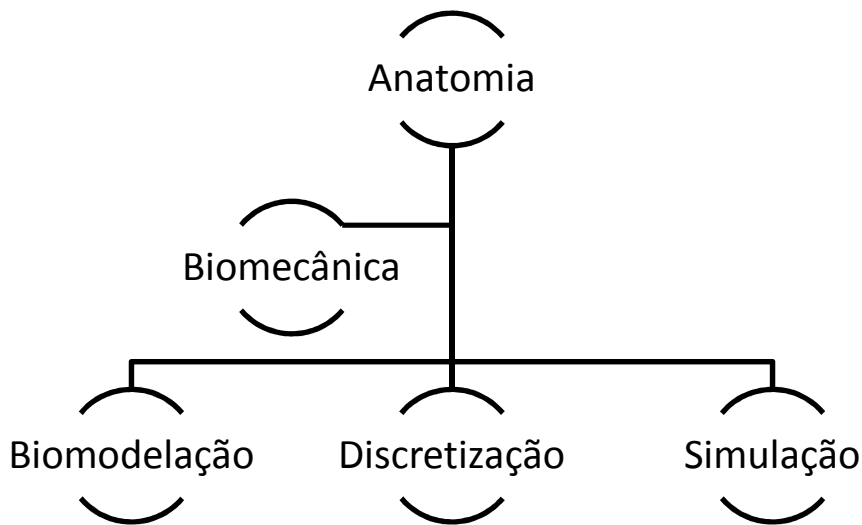 Anatomia
Biomecânica
Biomodelação
Discretização
Simulação